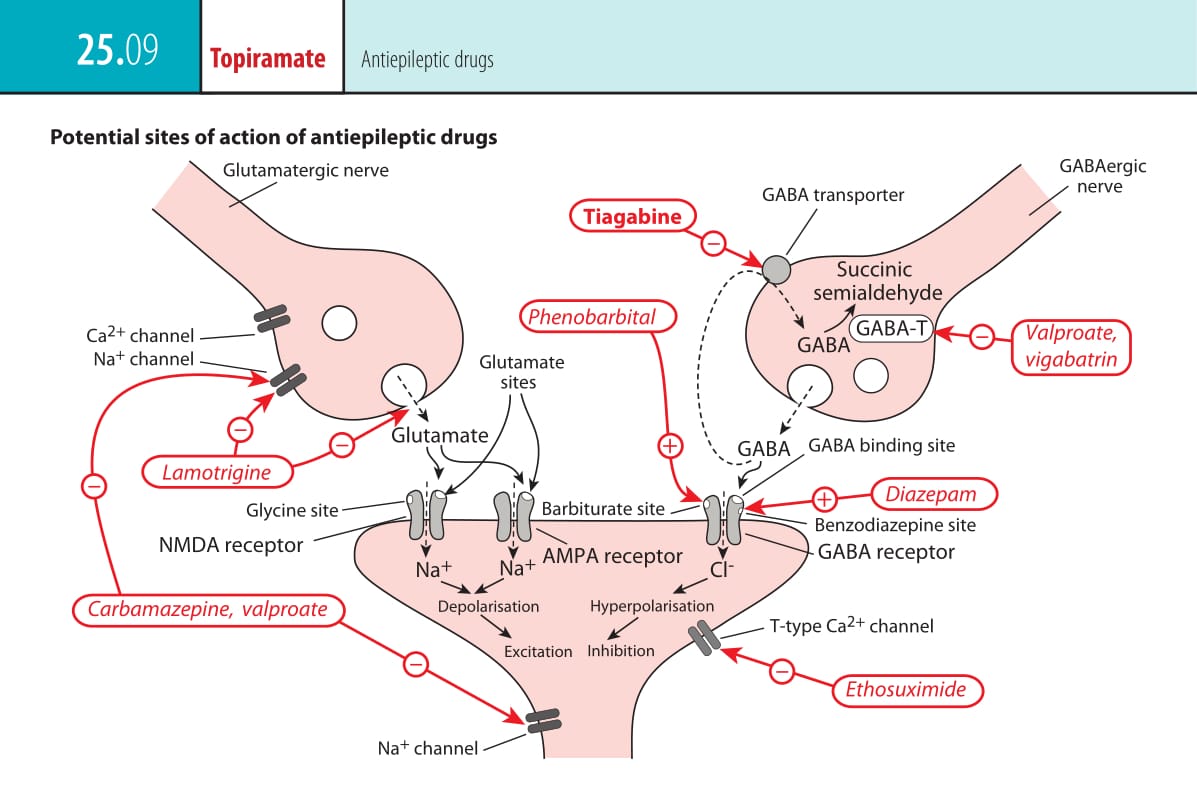 25.09
Topiramate
Antiepileptic drugs
Potential sites of action of antiepileptic drugs
Glutamatergic nerve
GABAergic
nerve
GABA transporter
Tiagabine
Succinic
semialdehyde
Phenobarbital
GABA-T
GABA
Valproate,
vigabatrin
Ca2+ channel
Na+ channel
Glutamate
sites
Glutamate
GABA
GABA binding site
Lamotrigine
Diazepam
Glycine site
Barbiturate site
Benzodiazepine site
NMDA receptor
AMPA receptor
GABA receptor
Na+
Na+
Cl-
Carbamazepine, valproate
Depolarisation
Hyperpolarisation
T-type Ca2+ channel
Excitation
Inhibition
Ethosuximide
Na+ channel